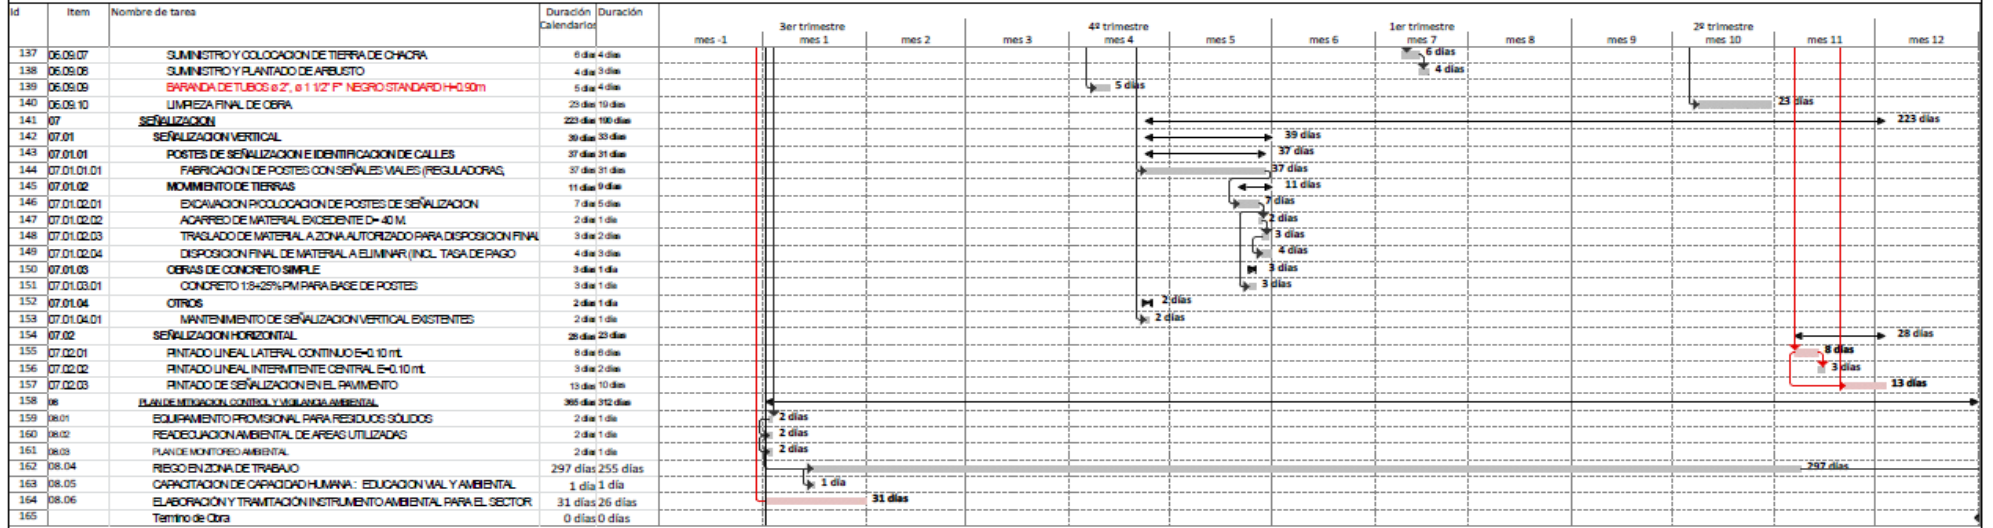 Id Item Nombre de tarea Duración Calendarios Duración
3er trimestre 4º trimestre 1er trimestre 2º trimestre
mes -1 mes 1 mes 2 mes 3 mes 4 mes 5 mes 6 mes 7 mes 8 mes 9 mes 10 mes 11 mes 12
137 06.09.07 SUMINISTRO Y COLOCACION DE TIERRA DE CHACRA 6 días 4 días 6 días
138 06.09.08 SUMINISTRO Y PLANTADO DE ARBUSTO 4 días 3 días 4 días
139 06.09.09 BARANDA DE TUBOS ø 2", ø 1 1/2" F° NEGRO STANDARD H=0.90m 5 días 4 días 5 días
140 06.09.10 LIMPIEZA FINAL DE OBRA 23 días 19 días 23 días
141 07 SEÑALIZACION 223 días 190 días 223 días
142 07.01 SEÑALIZACION VERTICAL 39 días 33 días 39 días
143 07.01.01 POSTES DE SEÑALIZACION E IDENTIFICACION DE CALLES 37 días 31 días 37 días
144 07.01.01.01 FABRICACION DE POSTES CON SEÑALES VIALES (REGULADORAS, 37 días 31 días 37 días
145 07.01.02 MOVIMIENTO DE TIERRAS 11 días 9 días 11 días
146 07.01.02.01 EXCAVACION P/COLOCACION DE POSTES DE SEÑALIZACION 7 días 5 días 7 días
147 07.01.02.02 ACARREO DE MATERIAL EXCEDENTE D= 40 M. 2 días 1 día 2 días
148 07.01.02.03 TRASLADO DE MATERIAL A ZONA AUTORIZADO PARA DISPOSICION FINAL 3 días 2 días 3 días
149 07.01.02.04 DISPOSICION FINAL DE MATERIAL A ELIMINAR (INCL. TASA DE PAGO 4 días 3 días 4 días
150 07.01.03 OBRAS DE CONCRETO SIMPLE 3 días 1 día 3 días
151 07.01.03.01 CONCRETO 1:8+25% PM PARA BASE DE POSTES 3 días 1 día 3 días
152 07.01.04 OTROS 2 días 1 día 2 días
153 07.01.04.01 MANTENIMIENTO DE SEÑALIZACION VERTICAL EXISTENTES 2 días 1 día 2 días
154 07.02 SEÑALIZACION HORIZONTAL 28 días 23 días 28 días
155 07.02.01 PINTADO LINEAL LATERAL CONTINUO E=0.10 mt. 8 días 6 días 8 días
156 07.02.02 PINTADO LINEAL INTERMITENTE CENTRAL E=0.10 mt. 3 días 2 días 3 días
157 07.02.03 PINTADO DE SEÑALIZACION EN EL PAVIMENTO 13 días 10 días 13 días
158 08 PLAN DE MITIGACION, CONTROL Y VIGILANCIA AMBIENTAL 365 días 312 días
159 08.01 EQUIPAMIENTO PROVISIONAL PARA RESIDUOS SÓLIDOS 2 días 1 día 2 días
160 08.02 READECUACION AMBIENTAL DE AREAS UTILIZADAS 2 días 1 día 2 días
161 08.03 PLAN DE MONITOREO AMBIENTAL 2 días 1 día 2 días
162 08.04 RIEGO EN ZONA DE TRABAJO 297 días 255 días 297 días
163 08.05 CAPACITACION DE CAPACIDAD HUMANA : EDUCACION VIAL Y AMBIENTAL 1 día 1 día 1 día
164 08.06 ELABORACIÓN Y TRAMITACIÓN INSTRUMENTO AMBIENTAL PARA EL SECTOR 31 días 26 días 31 días
165 Termino de Obra 0 días 0 días